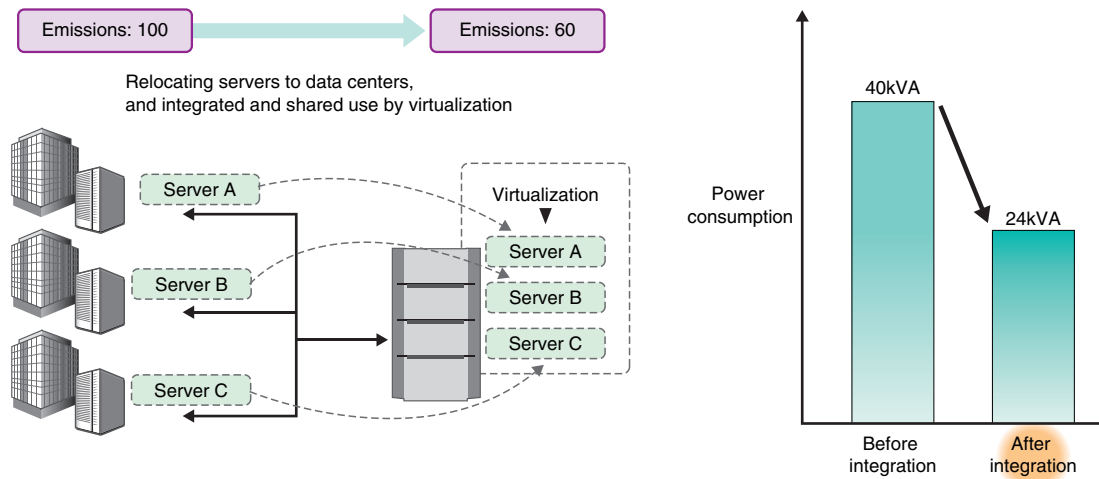 Emissions: 100
Emissions: 60
Relocating servers to data centers,
and integrated and shared use by virtualization
Server A
Server B
Server C
Virtualization
Server A
Server B
Server C
Power
consumption
40kVA
24kVA
Before
integration
After
integration